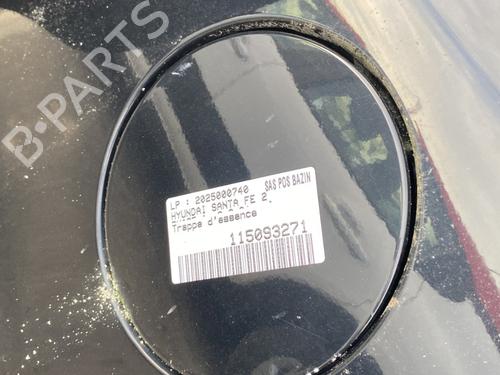 B-PARTS
LP : 2025000740 SAS POS BAZIN
HYUNDAI SANTA FE 2
Trappe d'essence
115093271